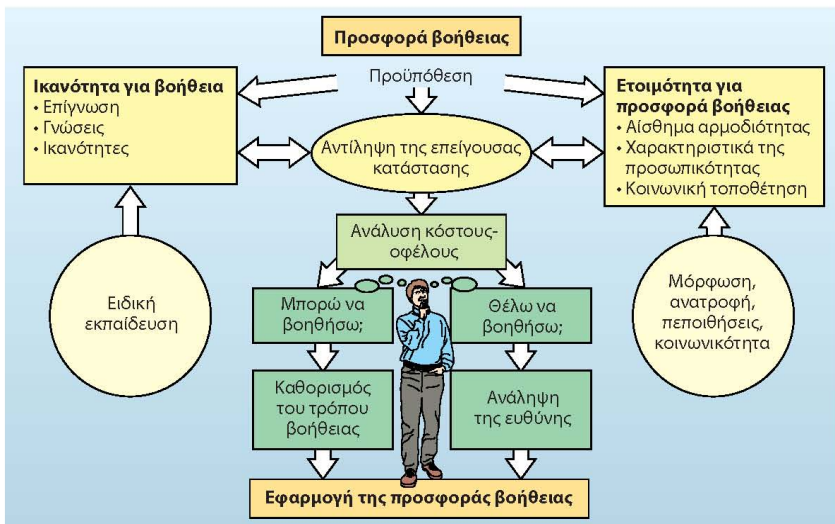 Προσφορά βοήθειας
Ικανότητα για βοήθεια
• Επίγνωση
• Γνώσεις
• Ικανότητες
Προϋπόθεση
Ετοιμότητα για
προσφορά βοήθειας
• Αίσθημα αρμοδιότητας
• Χαρακτηριστικά της
προσωπικότητας
• Κοινωνική τοποθέτηση
Αντίληψη της επείγουσας
κατάστασης
Ανάλυση κόστους-
οφέλους
Ειδική
εκπαίδευση
Μπορώ να
βοηθήσω;
Θέλω να
βοηθήσω;
Μόρφωση,
ανατροφή,
πεποιθήσεις,
κοινωνικότητα
Καθορισμός
του τρόπου
βοήθειας
Ανάληψη
της ευθύνης
Εφαρμογή της προσφοράς βοήθειας